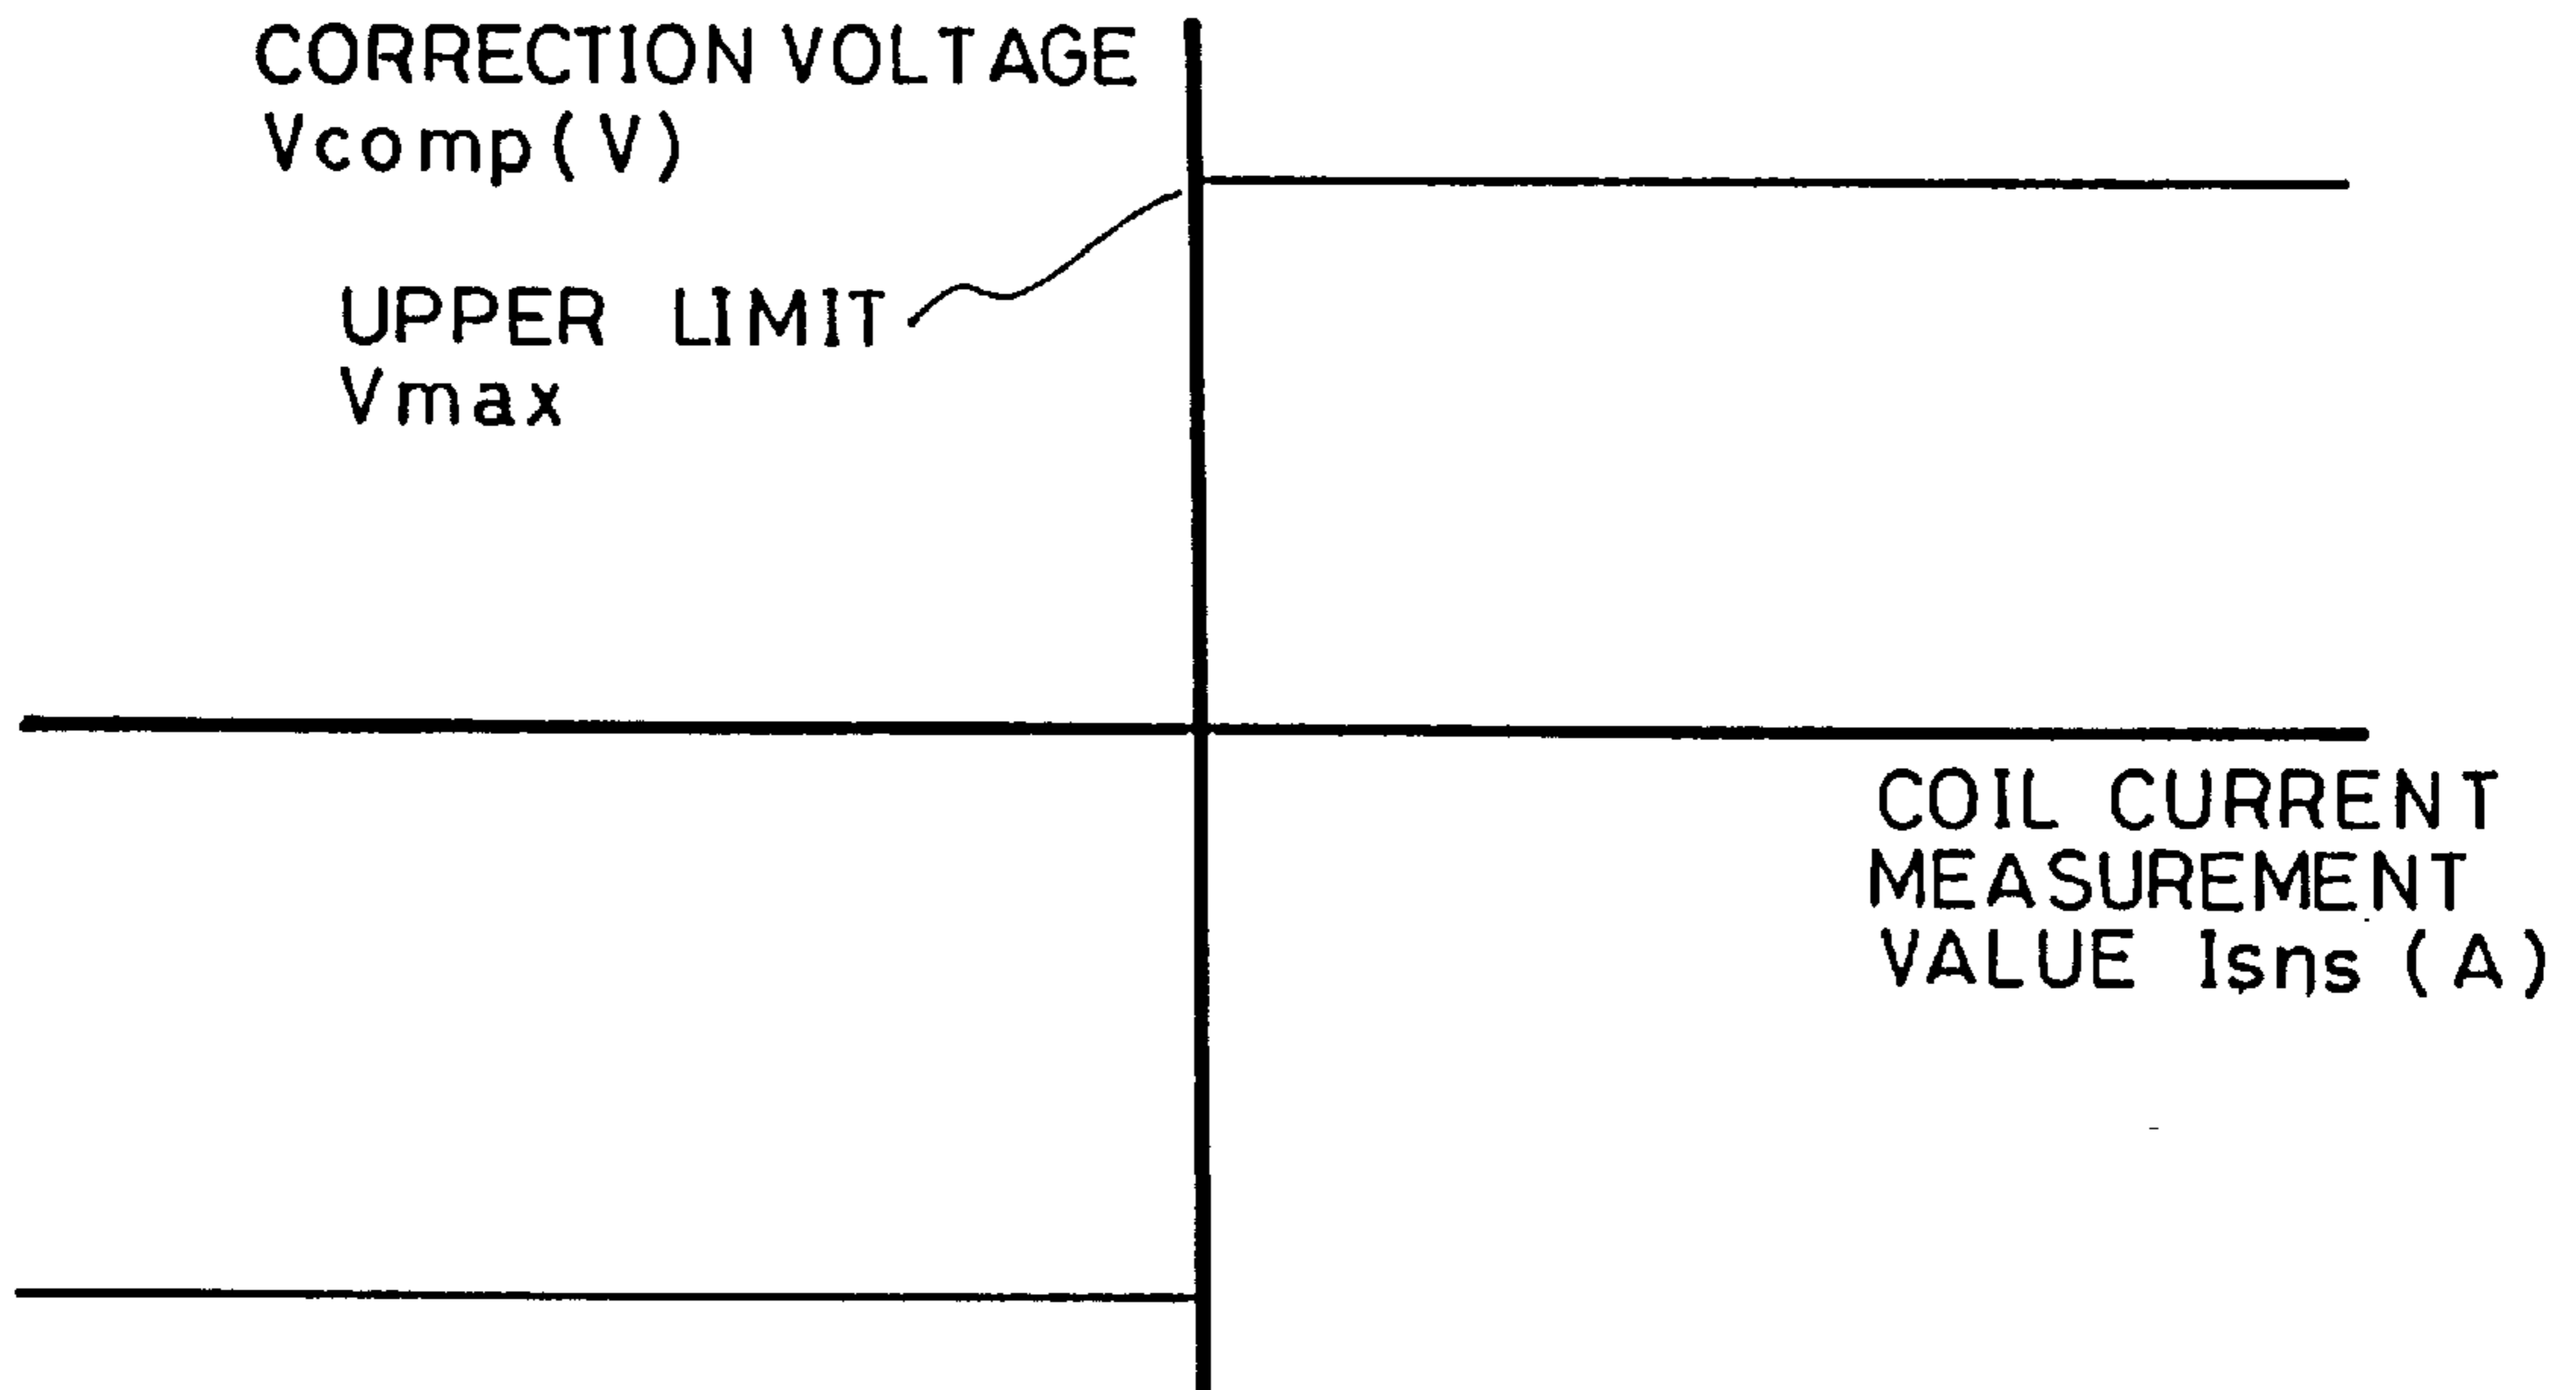 CORRECTION VOLTAGE
Vcomp(V)
UPPER LIMIT
Vmax
COIL CURRENT
MEASUREMENT
VALUE Isns (A)